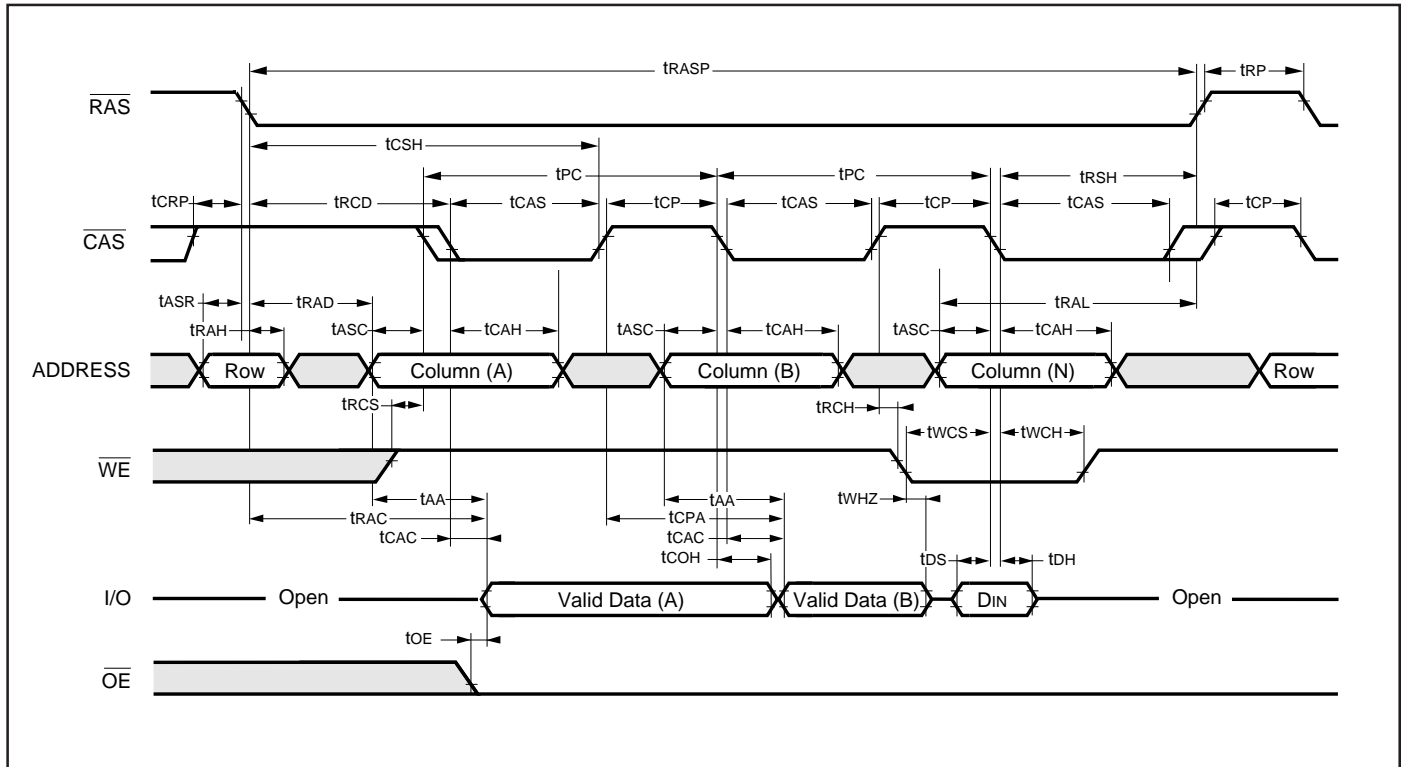 tRASP tRP
RAS
tCSH
tPC tPC tRSH
tCRP tRCD tCAS tCP tCAS tCP tCAS tCP
CAS
tASR tRAD tRAL
tRAH tASC tCAH tASC tCAH tASC tCAH
ADDRESS Row Column (A) Column (B) Column (N) Row
tRCS tRCH
tWCS tWCH
WE
tAA tAA tWHZ
tRAC tCPA
tCAC tCAC
tCOH tDS tDH
I/O Open Valid Data (A) Valid Data (B) DIN Open
tOE
OE